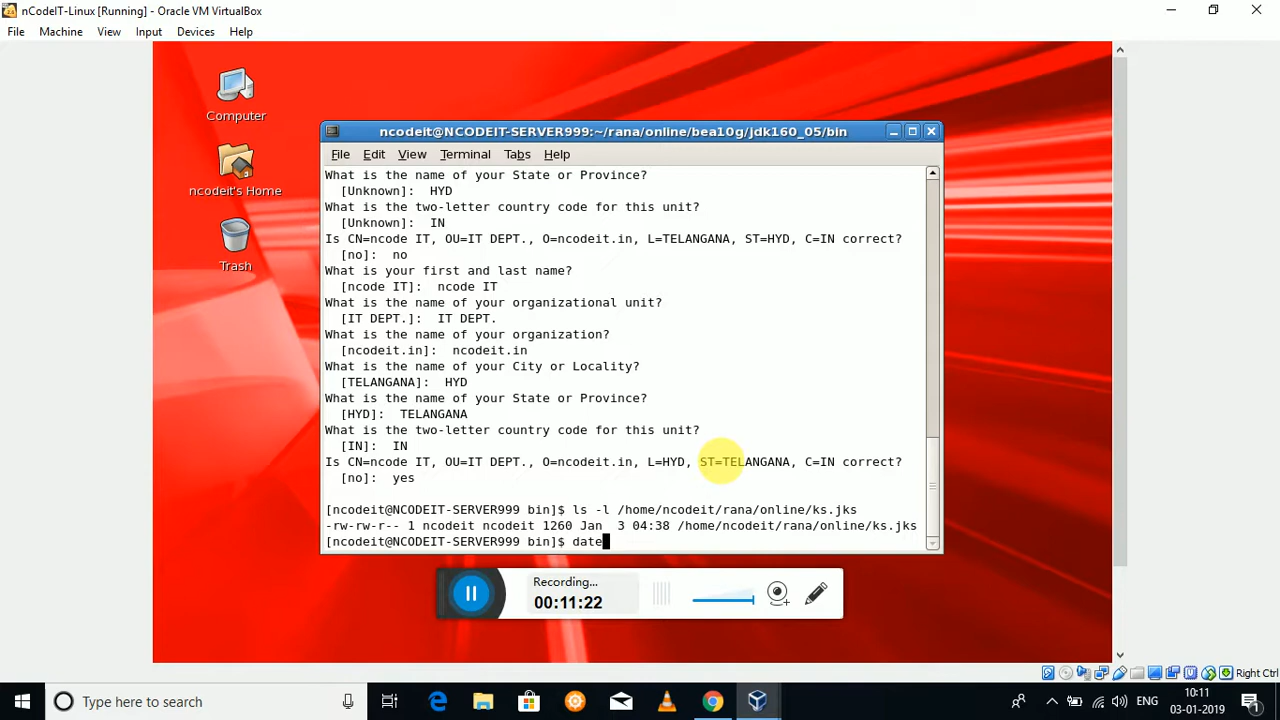 nCodeIT-Linux [Running] - Oracle VM VirtualBox
File Machine View Input Devices Help
Computer
ncodeit's Home
Trash
ncodeit@NCODEIT-SERVER999:~/rana/online/bea10g/jdk160_05/bin
File Edit View Terminal Tabs Help
What is the name of your State or Province?
[Unknown]: HYD
What is the two-letter country code for this unit?
[Unknown]: IN
Is CN=ncode IT, OU=IT DEPT., O=ncodeit.in, L=TELANGANA, ST=HYD, C=IN correct?
[no]: no
What is your first and last name?
[ncode IT]: ncode IT
What is the name of your organizational unit?
[IT DEPT.]: IT DEPT.
What is the name of your organization?
[ncodeit.in]: ncodeit.in
What is the name of your City or Locality?
[TELANGANA]: HYD
What is the name of your State or Province?
[HYD]: TELANGANA
What is the two-letter country code for this unit?
[IN]: IN
Is CN=ncode IT, OU=IT DEPT., O=ncodeit.in, L=HYD, ST=TELANGANA, C=IN correct?
[no]: yes
[ncodeit@NCODEIT-SERVER999 bin]$ ls -l /home/ncodeit/rana/online/ks.jks
-rw-rw-r-- 1 ncodeit ncodeit 1260 Jan 3 04:38 /home/ncodeit/rana/online/ks.jks
[ncodeit@NCODEIT-SERVER999 bin]$ date
Recording...
00:11:22
Right Ctrl
Type here to search
ENG
10:11
03-01-2019
1